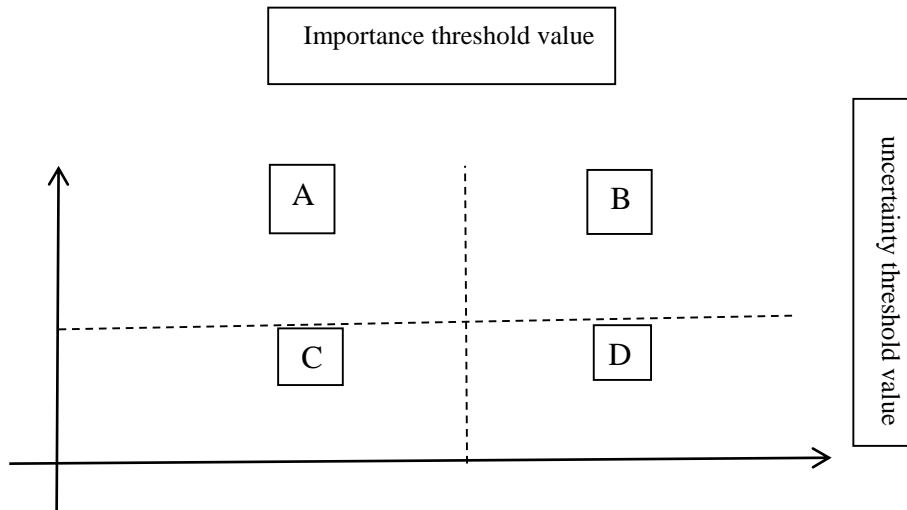 Importance threshold value
uncertainty threshold value
A
B
C
D